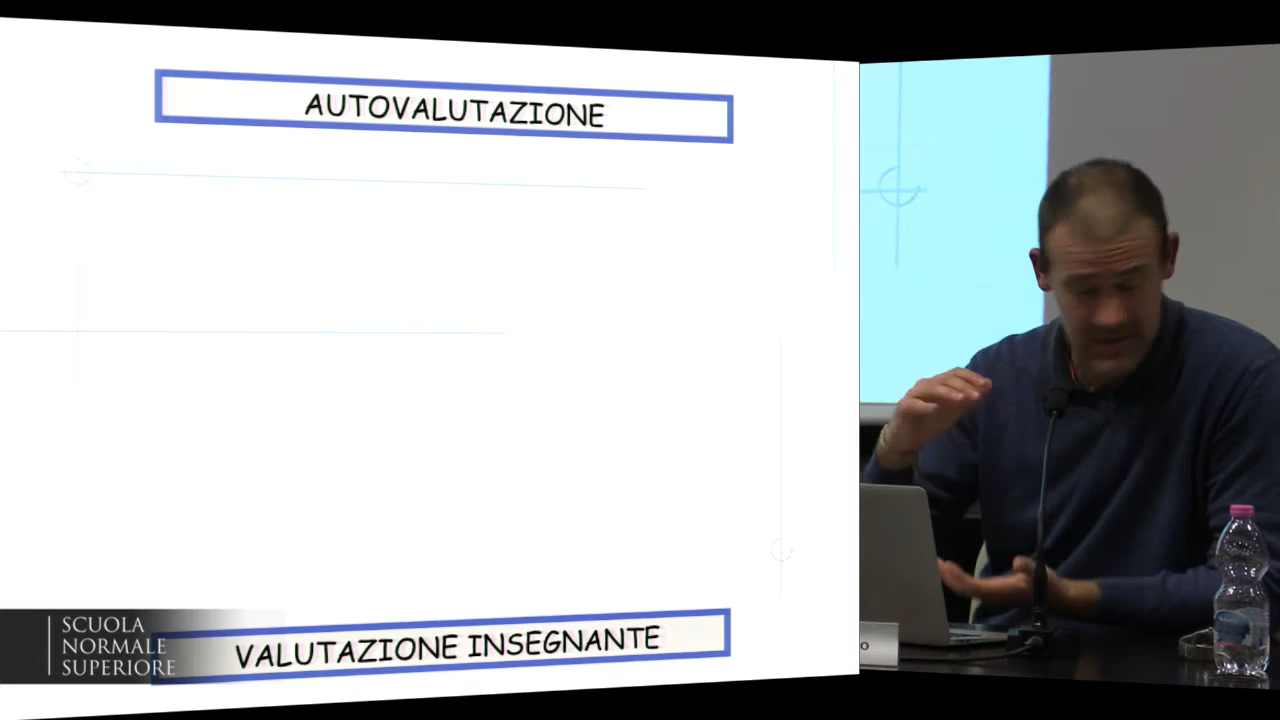 AUTOVALUTAZIONE
SCUOLA
NORMALE
SUPERIORE
VALUTAZIONE INSEGNANTE
O